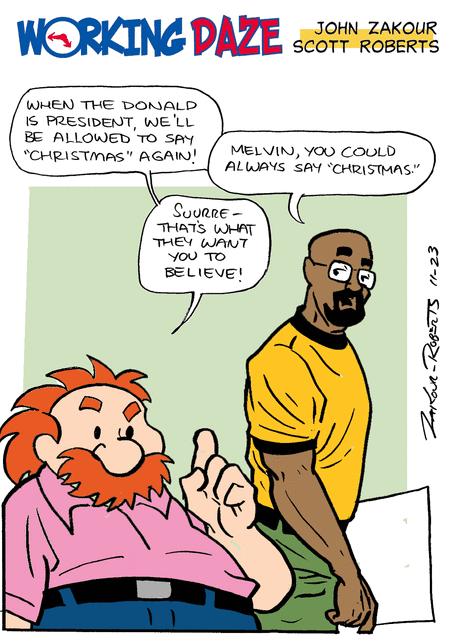 WORKING DAZE
JOHN ZAKOUR
SCOTT ROBERTS
WHEN THE DONALD
IS PRESIDENT, WE'LL
BE ALLOWED TO SAY
"CHRISTMAS" AGAIN!
MELVIN, YOU COULD
ALWAYS SAY "CHRISTMAS."
SUURRE-
THAT'S WHAT
THEY WANT
YOU TO
BELIEVE!
ZAKOUR-ROBERTS 11-23